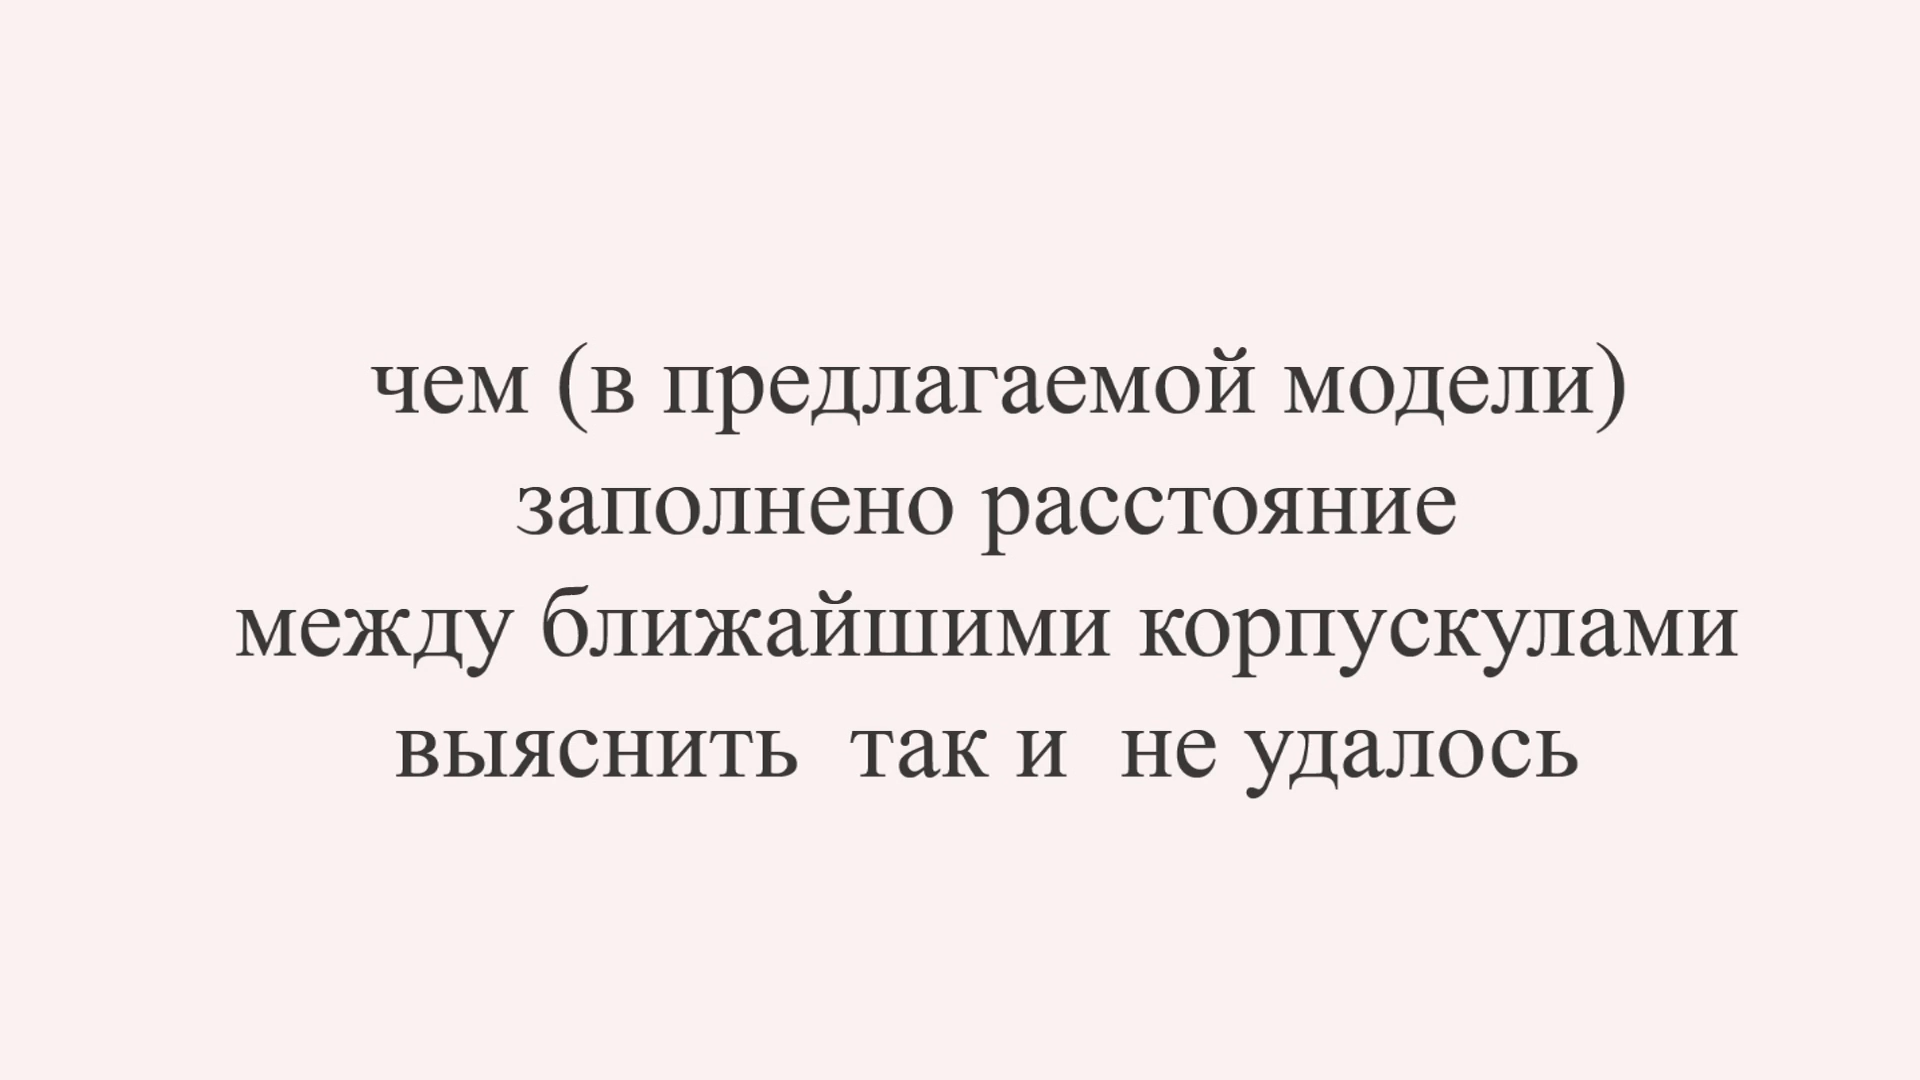 чем (в предлагаемой модели)
заполнено расстояние
между ближайшими корпускулами
выяснить  так и  не удалось